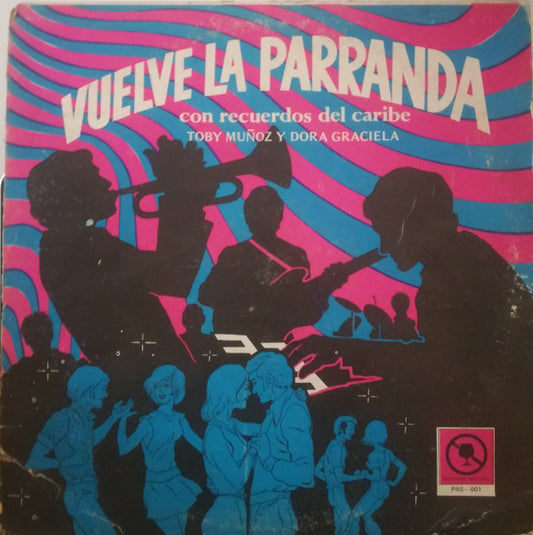 VUELVE LA PARRANDA
con recuerdos del caribe
TOBY MUÑOZ Y DORA GRACIELA
PRS- 001